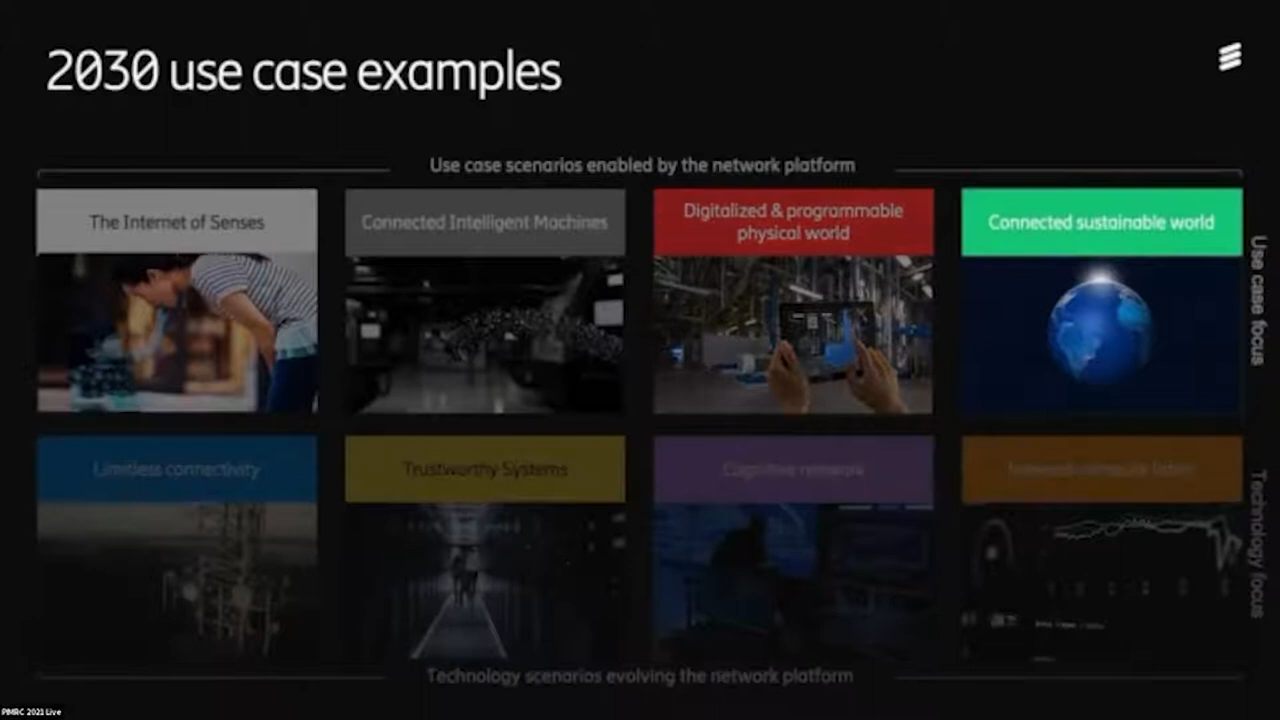 2030 use case examples
Use case scenarios enabled by the network platform
The Internet of Senses
Connected Intelligent Machines
Digitalized & programmable
physical world
Connected sustainable world
Use case focus
Limitless connectivity
Trustworthy Systems
Cognitive network
Technology focus
Technology scenarios evolving the network platform
PIMRC 2021 Live